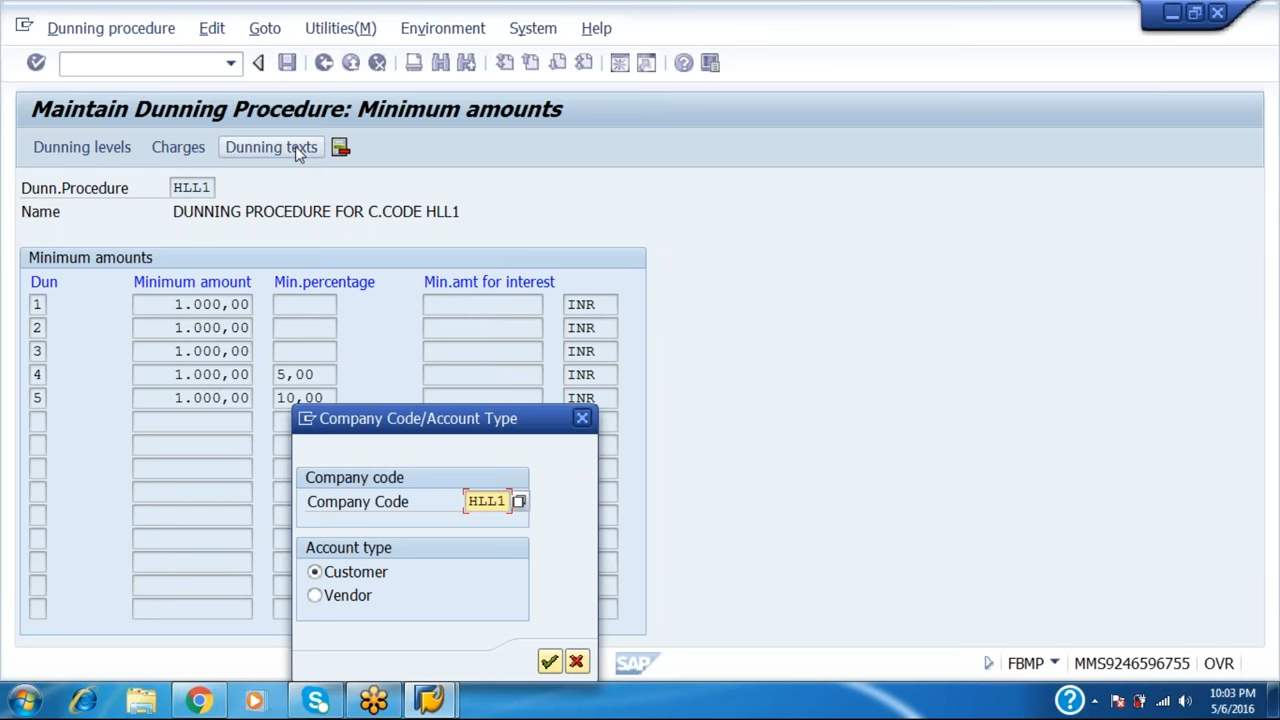 Dunning procedure Edit Goto Utilities(M) Environment System Help
Maintain Dunning Procedure: Minimum amounts
Dunning levels Charges Dunning texts
Dunn.Procedure HLL1
Name DUNNING PROCEDURE FOR C.CODE HLL1
Minimum amounts
Dun Minimum amount Min.percentage Min.amt for interest
1 1.000,00 INR
2 1.000,00 INR
3 1.000,00 INR
4 1.000,00 5,00 INR
5 1.000,00 10,00 INR
Company Code/Account Type
Company code
Company Code HLL1
Account type
Customer
Vendor
SAP FBMP MMS9246596755 OVR
10:03 PM
5/6/2016